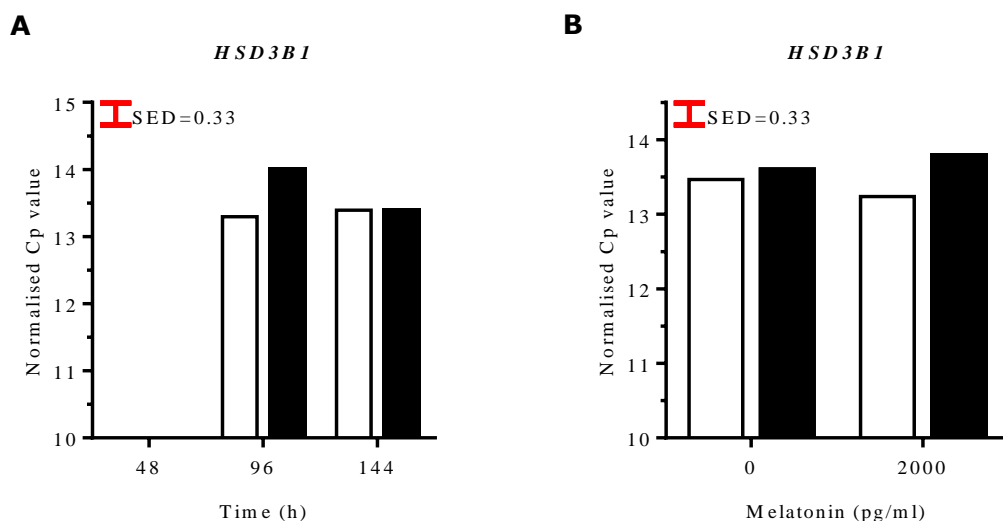 A
HSD3B1
SED=0.33
Normalised Cp value
15
14
13
12
11
10
48
96
144
Time (h)
B
HSD3B1
SED=0.33
Normalised Cp value
14
13
12
11
10
0
2000
Melatonin (pg/ml)